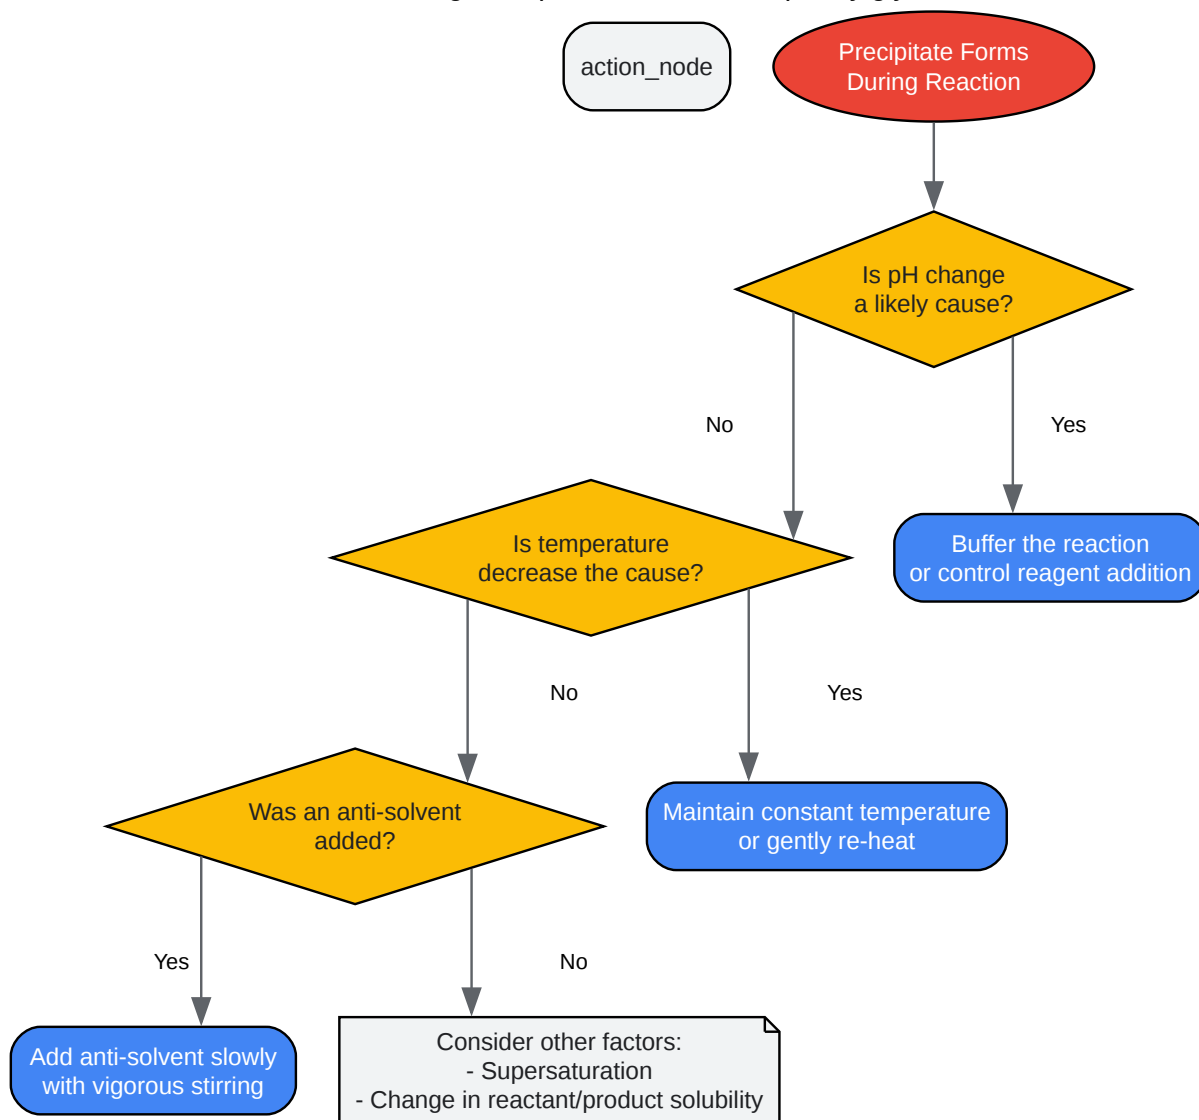 action_node
Precipitate Forms
During Reaction
Is pH change
a likely cause?
No
Yes
Is temperature
decrease the cause?
Buffer the reaction
or control reagent addition
No
Yes
Was an anti-solvent
added?
Maintain constant temperature
or gently re-heat
Yes
No
Add anti-solvent slowly
with vigorous stirring
Consider other factors:
- Supersaturation
- Change in reactant/product solubility